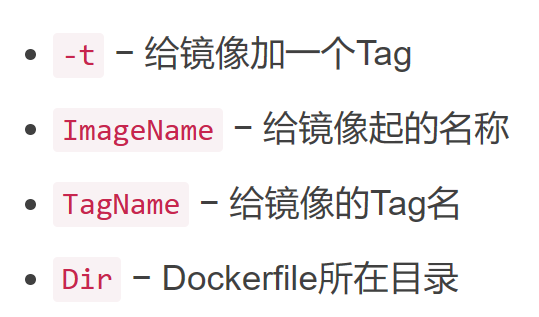 -t − 给镜像加一个Tag
ImageName − 给镜像起的名称
TagName − 给镜像的Tag名
Dir − Dockerfile所在目录